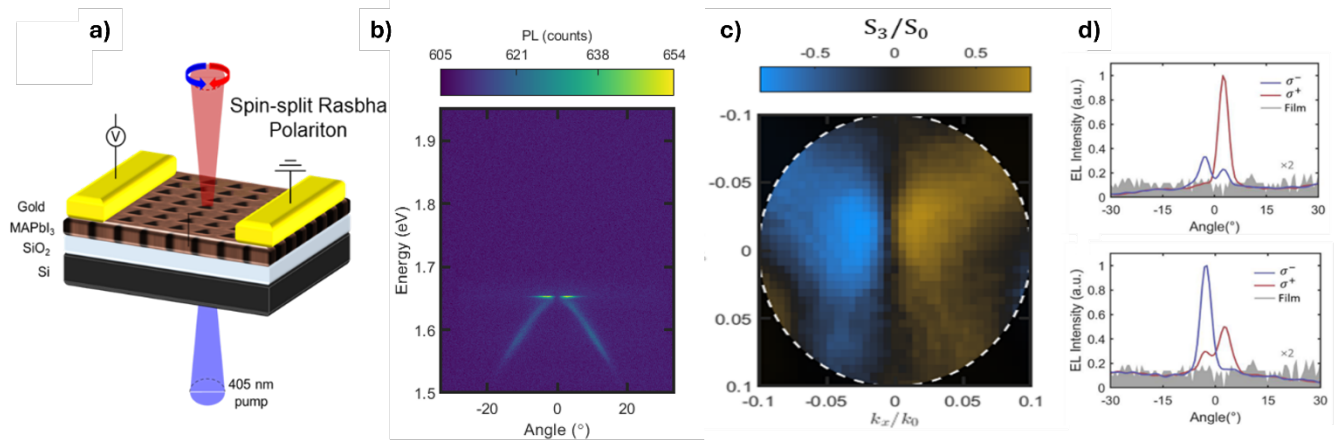 a)
Spin-split Rasbha
Polariton
V
Gold
MAPbI3
SiO2
Si
405 nm
pump
b)
PL (counts)
605 621 638 654
Energy (eV)
1.9
1.8
1.7
1.6
1.5
-20 0 20
Angle (°)
c)
S3/S0
-0.5 0 0.5
-0.1
-0.05
0
0.05
0.1
-0.1 -0.05 0 0.05 0.1
kx/k0
d)
EL Intensity (a.u.)
1
0.8
0.6
0.4
0.2
0
σ−
σ+
Film
×2
-30 -15 0 15 30
Angle(°)
EL Intensity (a.u.)
1
0.8
0.6
0.4
0.2
0
σ−
σ+
Film
×2
-30 -15 0 15 30
Angle(°)